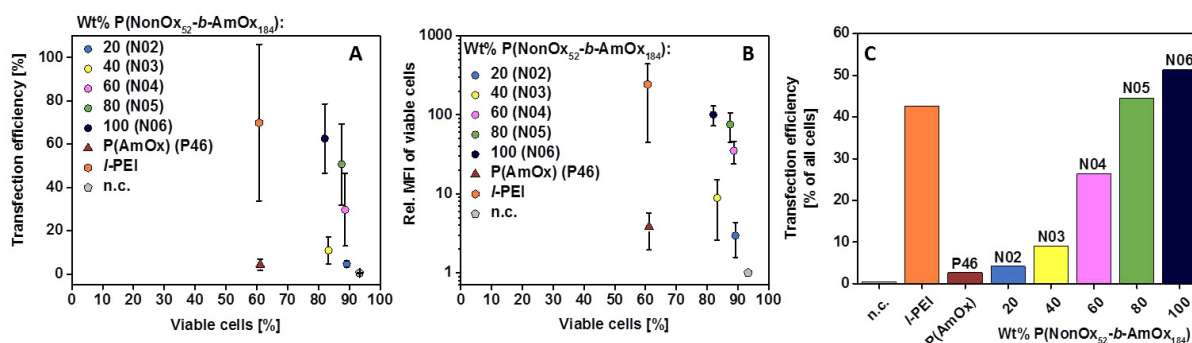 Wt% P(NonOx52-b-AmOx184):
A
20 (N02)
40 (N03)
60 (N04)
80 (N05)
100 (N06)
P(AmOx) (P46)
l-PEI
n.c.
Transfection efficiency [%]
100
80
60
40
20
0
0 10 20 30 40 50 60 70 80 90 100
Viable cells [%]
Wt% P(NonOx52-b-AmOx184):
B
20 (N02)
40 (N03)
60 (N04)
80 (N05)
100 (N06)
P(AmOx) (P46)
l-PEI
n.c.
Rel. MFI of viable cells
1000
100
10
1
0 10 20 30 40 50 60 70 80 90 100
Viable cells [%]
C
Transfection efficiency
[% of all cells]
60
50
40
30
20
10
0
P46
N02
N03
N04
N05
N06
n.c.
l-PEI
P(AmOx)
20
40
60
80
100
Wt% P(NonOx52-b-AmOx184)